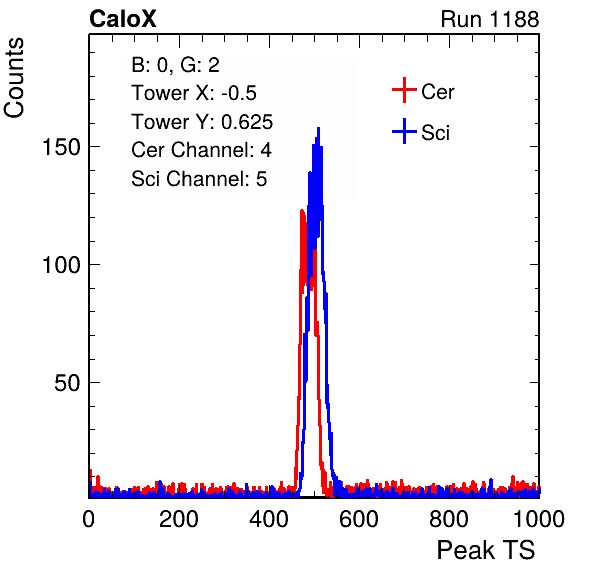 CaloX Run 1188
Counts
B: 0, G: 2
Tower X: -0.5
Tower Y: 0.625
Cer Channel: 4
Sci Channel: 5
Cer
Sci
150
100
50
0 200 400 600 800 1000
Peak TS